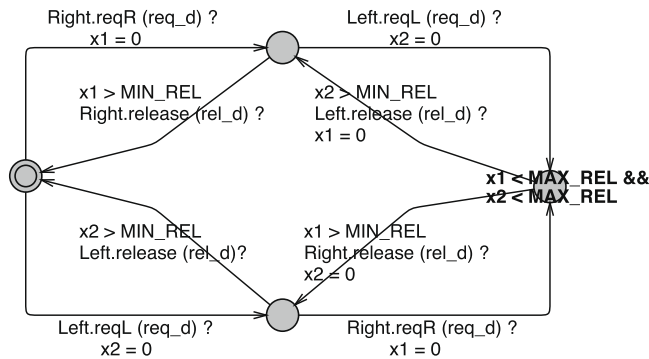 Right.reqR (req_d) ?
x1 = 0
Left.reqL (req_d) ?
x2 = 0
x1 > MIN_REL
Right.release (rel_d) ?
x2 > MIN_REL
Left.release (rel_d) ?
x1 = 0
x1 < MAX_REL &&
x2 < MAX_REL
x2 > MIN_REL
Left.release (rel_d)?
x1 > MIN_REL
Right.release (rel_d) ?
x2 = 0
Left.reqL (req_d) ?
x2 = 0
Right.reqR (req_d) ?
x1 = 0